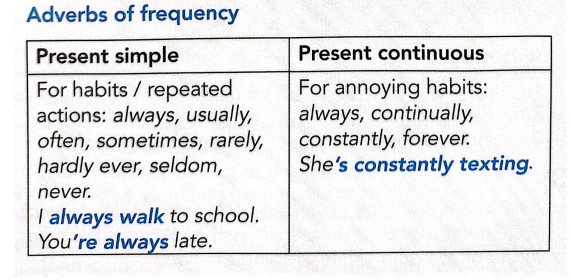 Adverbs of frequency
Present simple
For habits / repeated
actions: always, usually,
often, sometimes, rarely,
hardly ever, seldom,
never.
I always walk to school.
You're always late.
Present continuous
For annoying habits:
always, continually,
constantly, forever.
She's constantly texting.